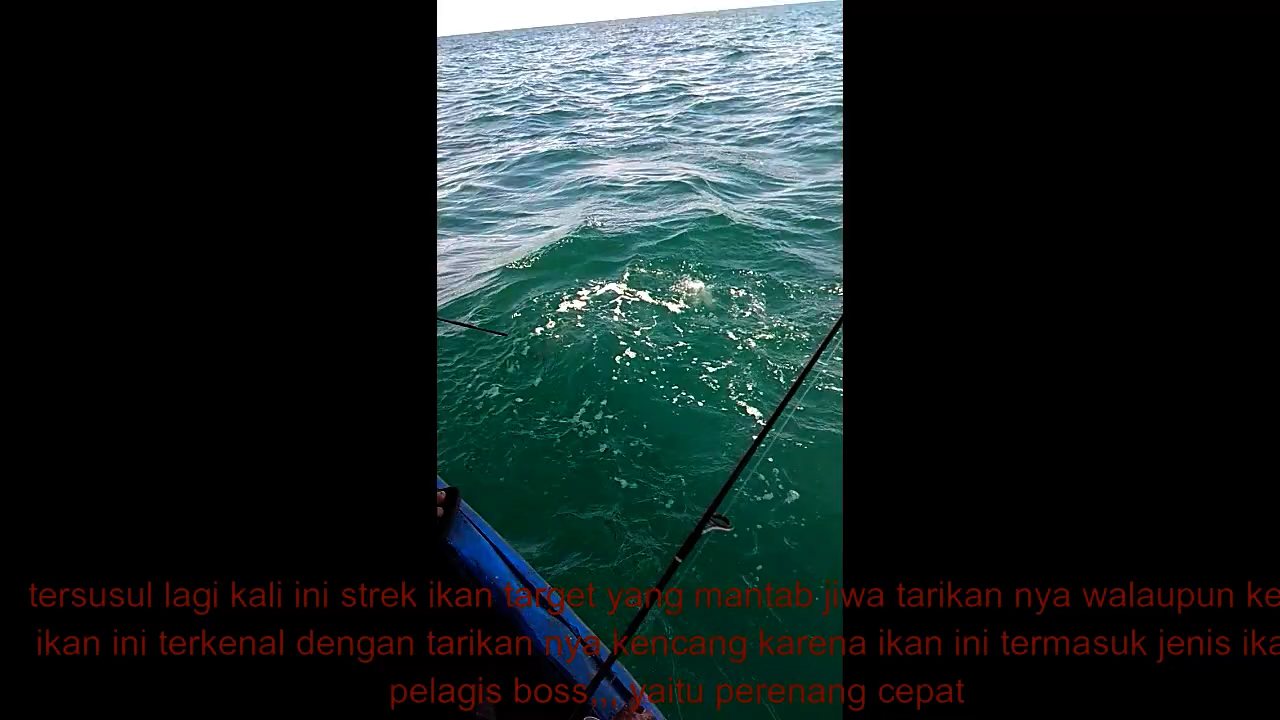 tersusul lagi kali ini strek ikan target yang mantab jiwa tarikan nya walaupun ke
ikan ini terkenal dengan tarikan nya kencang karena ikan ini termasuk jenis ika
pelagis boss,,, yaitu perenang cepat